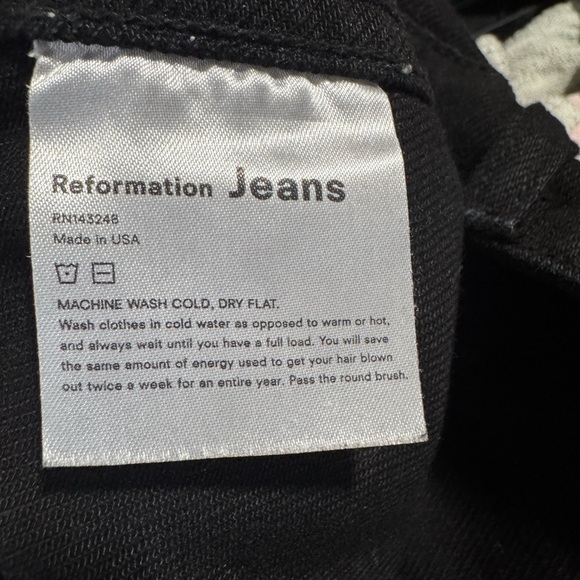 Reformation Jeans
RN143248
Made in USA
MACHINE WASH COLD, DRY FLAT.
Wash clothes in cold water as opposed to warm or hot,
and always wait until you have a full load. You will save
the same amount of energy used to get your hair blown
out twice a week for an entire year. Pass the round brush.